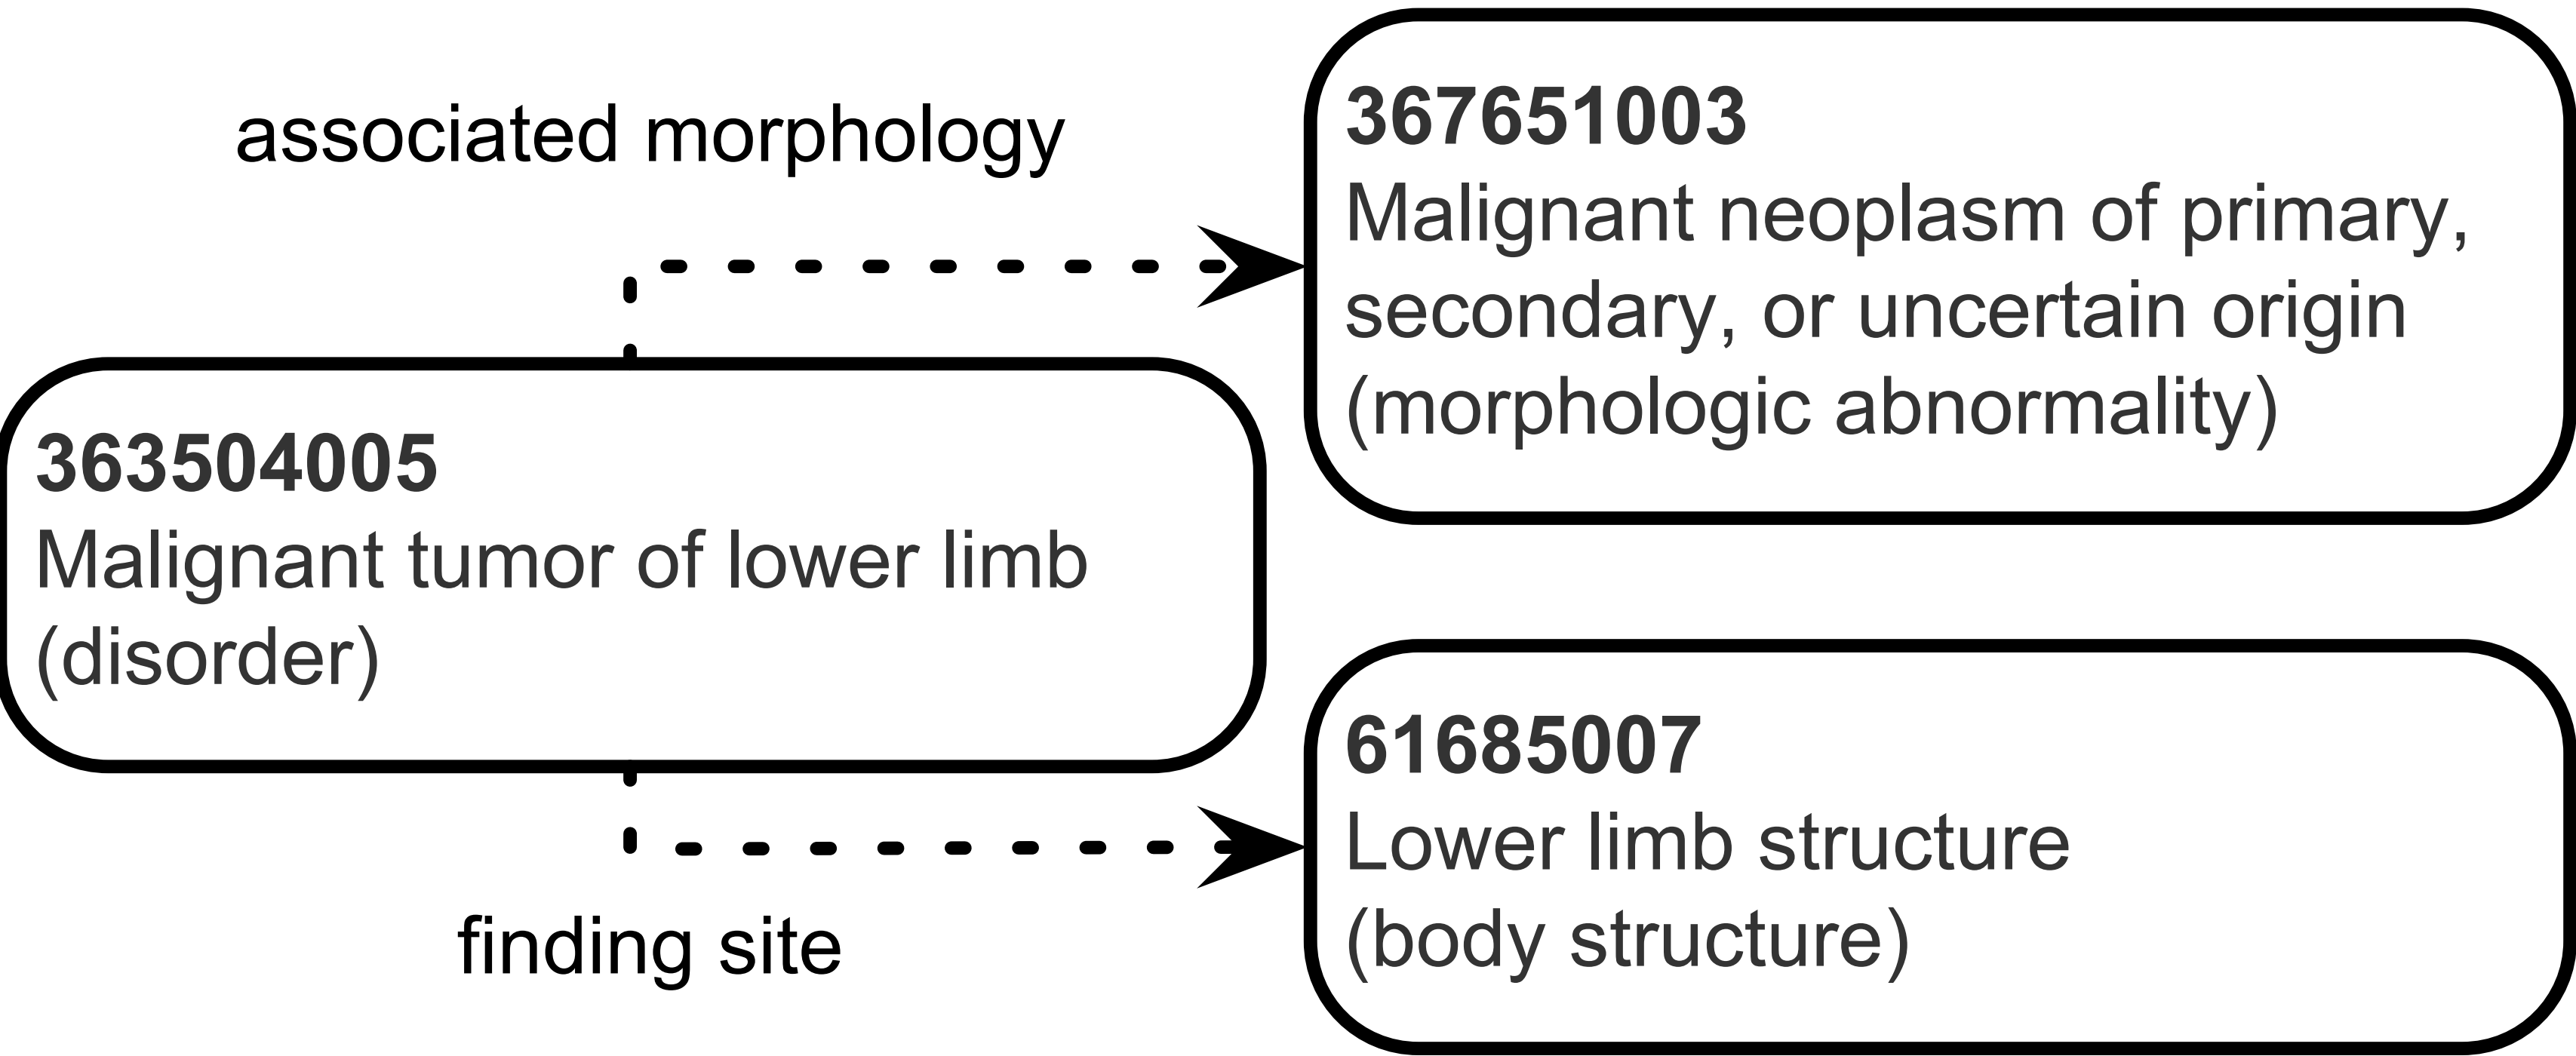 associated morphology
367651003
Malignant neoplasm of primary,
secondary, or uncertain origin
(morphologic abnormality)
363504005
Malignant tumor of lower limb
(disorder)
61685007
Lower limb structure
(body structure)
finding site